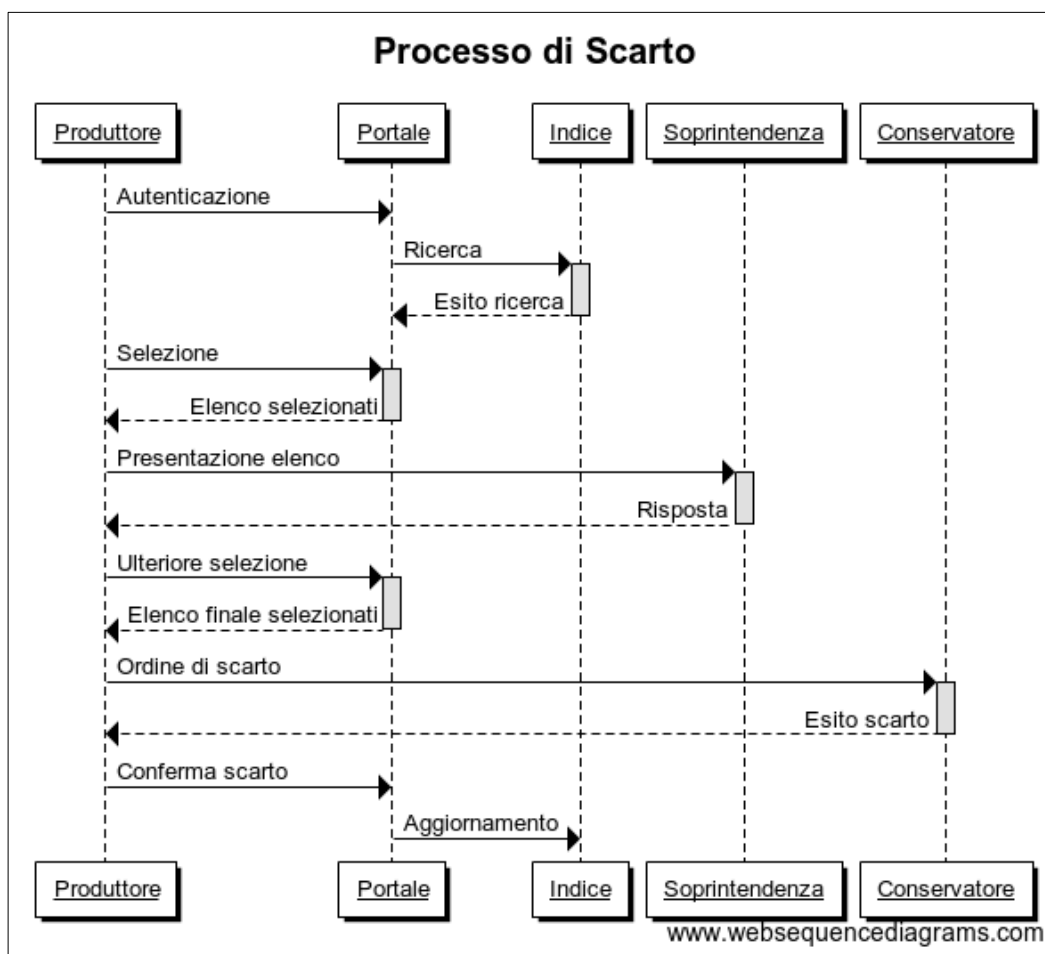 Processo di Scarto
Produttore Portale Indice Soprintendenza Conservatore
Autenticazione
Ricerca
Esito ricerca
Selezione
Elenco selezionati
Presentazione elenco
Risposta
Ulteriore selezione
Elenco finale selezionati
Ordine di scarto
Esito scarto
Conferma scarto
Aggiornamento
Produttore Portale Indice Soprintendenza Conservatore
www.websequencediagrams.com